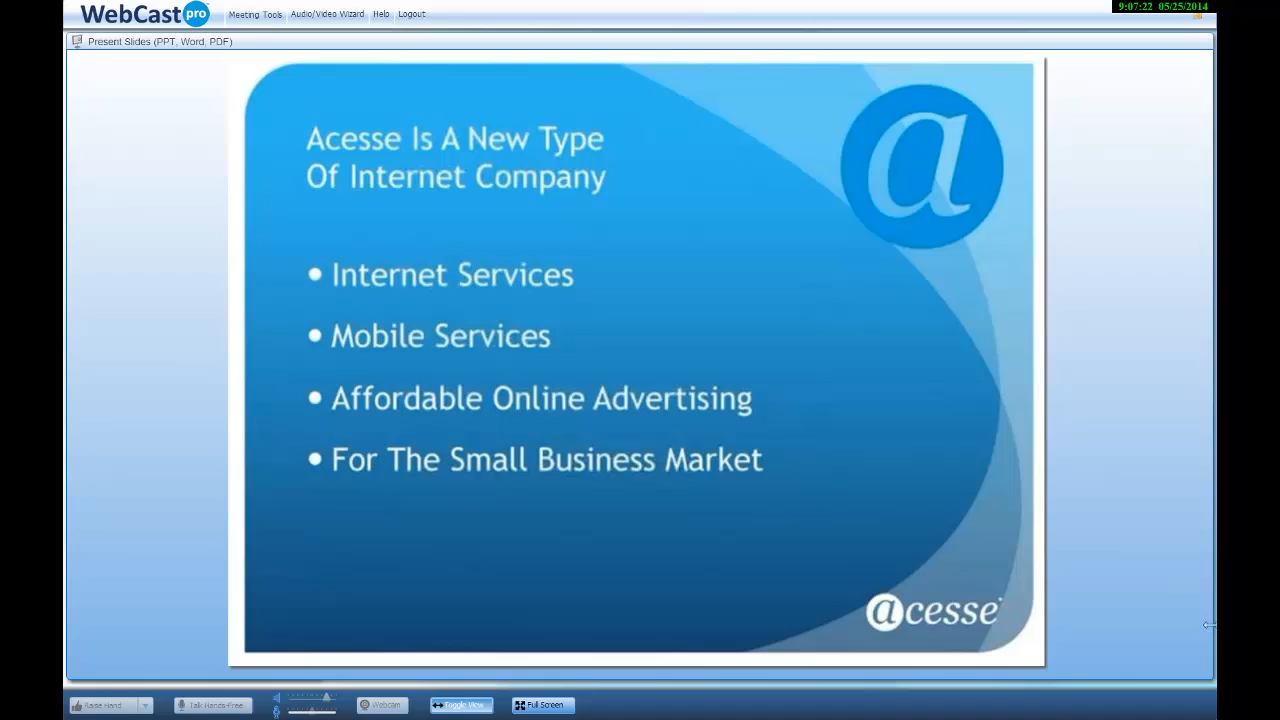 9:07:22 05/25/2014
WebCast pro
Meeting Tools Audio/Video Wizard Help Logout
Present Slides (PPT, Word, PDF)
a
Acesse Is A New Type
Of Internet Company
• Internet Services
• Mobile Services
• Affordable Online Advertising
• For The Small Business Market
acesse
Raise Hand Talk Hands-Free Webcam Toggle View Full Screen